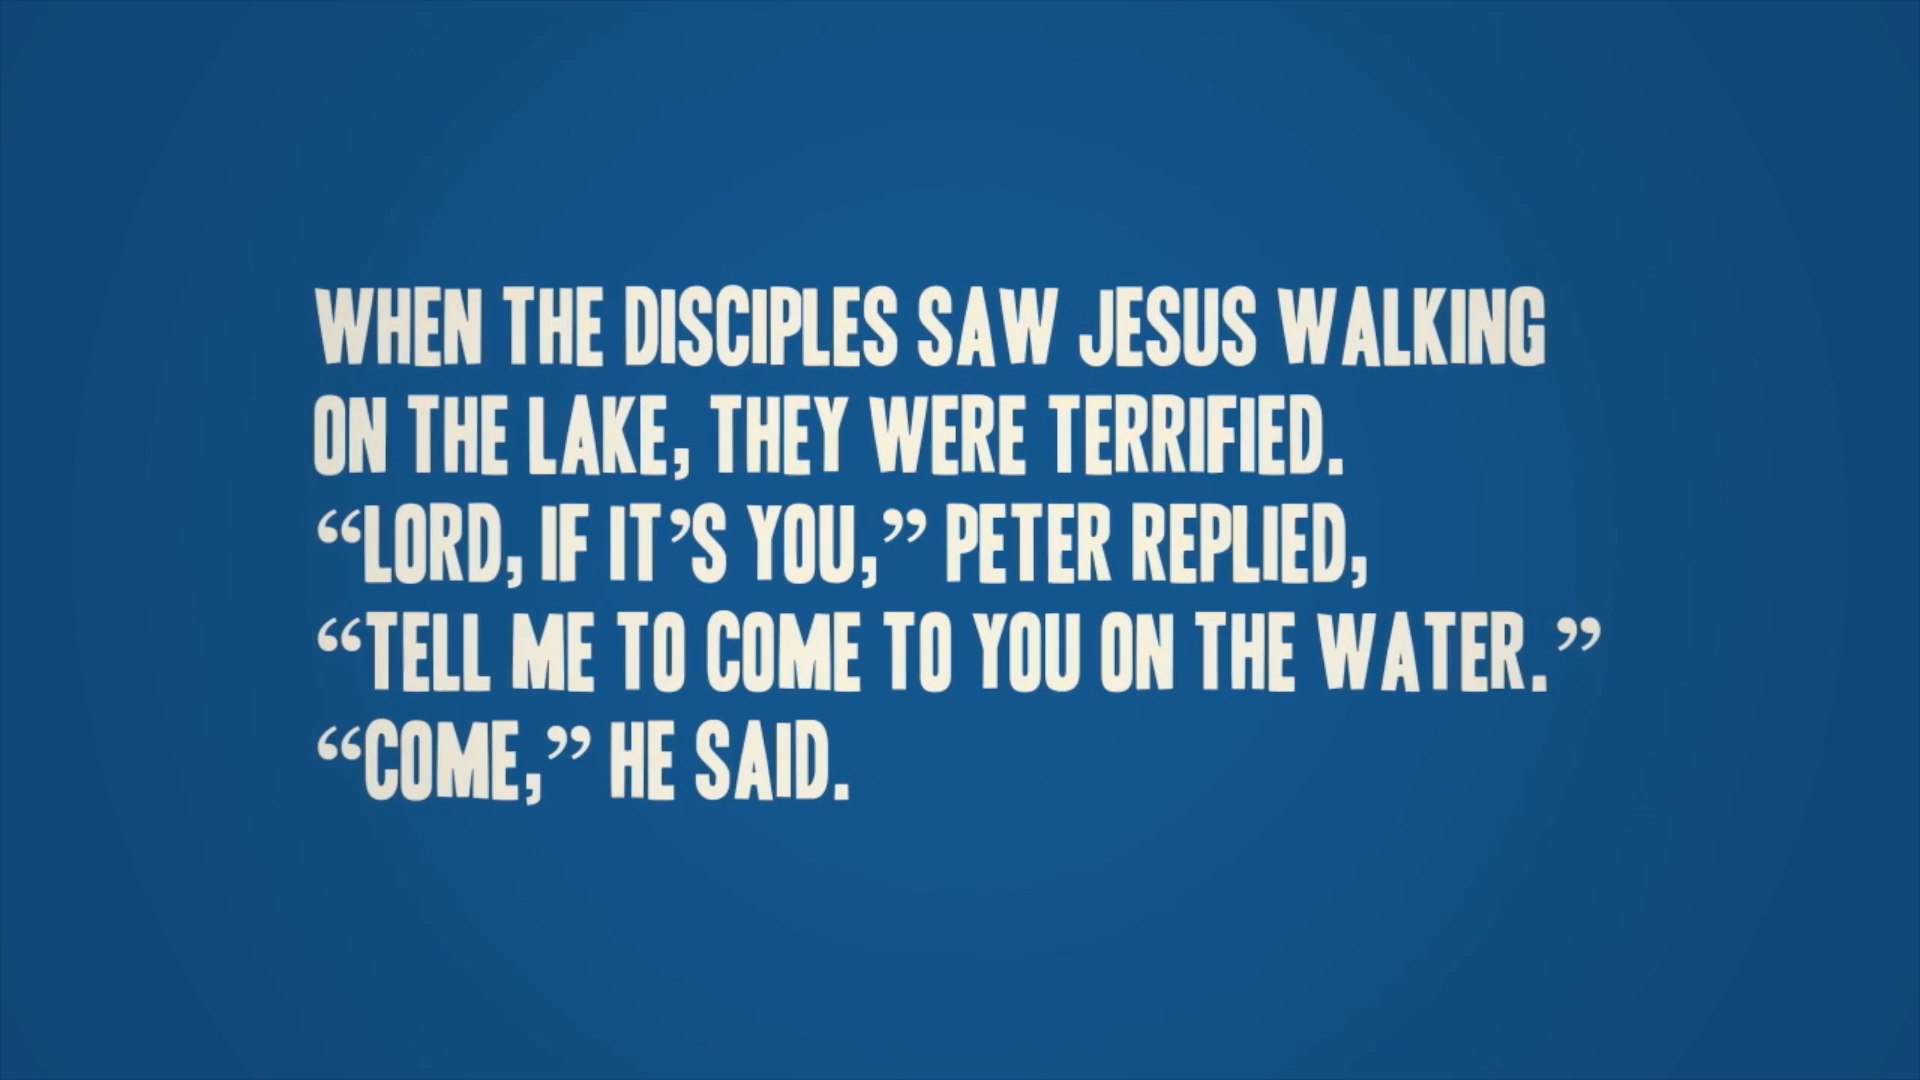 WHEN THE DISCIPLES SAW JESUS WALKING
ON THE LAKE, THEY WERE TERRIFIED.
“LORD, IF IT’S YOU,” PETER REPLIED,
“TELL ME TO COME TO YOU ON THE WATER.”
“COME,” HE SAID.